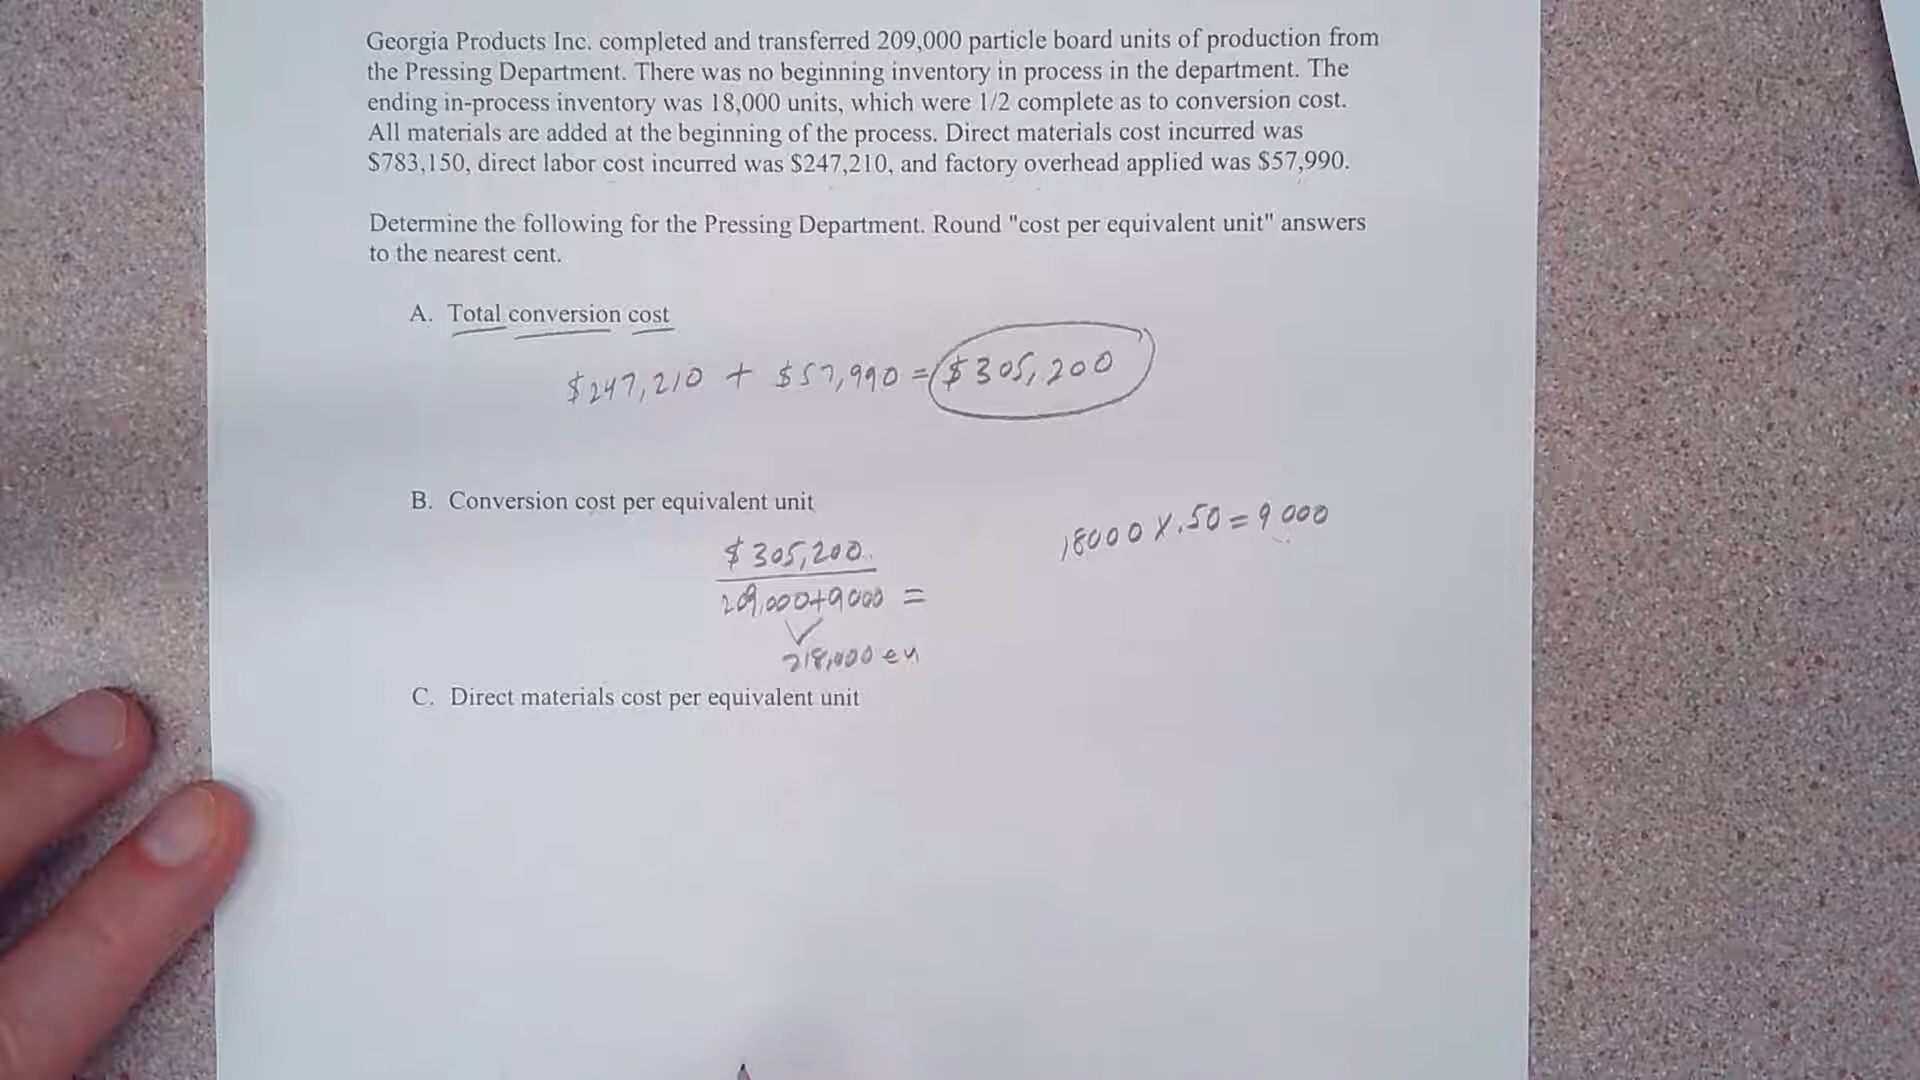 Georgia Products Inc. completed and transferred 209,000 particle board units of production from
the Pressing Department. There was no beginning inventory in process in the department. The
ending in-process inventory was 18,000 units, which were 1/2 complete as to conversion cost.
All materials are added at the beginning of the process. Direct materials cost incurred was
$783,150, direct labor cost incurred was $247,210, and factory overhead applied was $57,990.
Determine the following for the Pressing Department. Round "cost per equivalent unit" answers
to the nearest cent.
A. Total conversion cost
$247,210 + $57,990 = $305,200
B. Conversion cost per equivalent unit
18000 X .50 = 9000
$305,200
209,000+9000 =
218,000 eu
C. Direct materials cost per equivalent unit